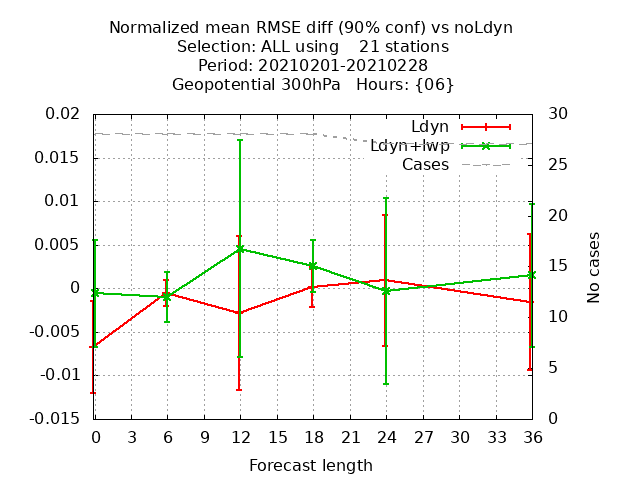 Normalized mean RMSE diff (90% conf) vs noLdyn
Selection: ALL using    21 stations
Period: 20210201-20210228
Geopotential 300hPa   Hours: {06}
Ldyn
Ldyn+lwp
Cases
0.02
0.015
0.01
0.005
0
-0.005
-0.01
-0.015
30
25
20
15
10
5
0
No cases
0 3 6 9 12 15 18 21 24 27 30 33 36
Forecast length